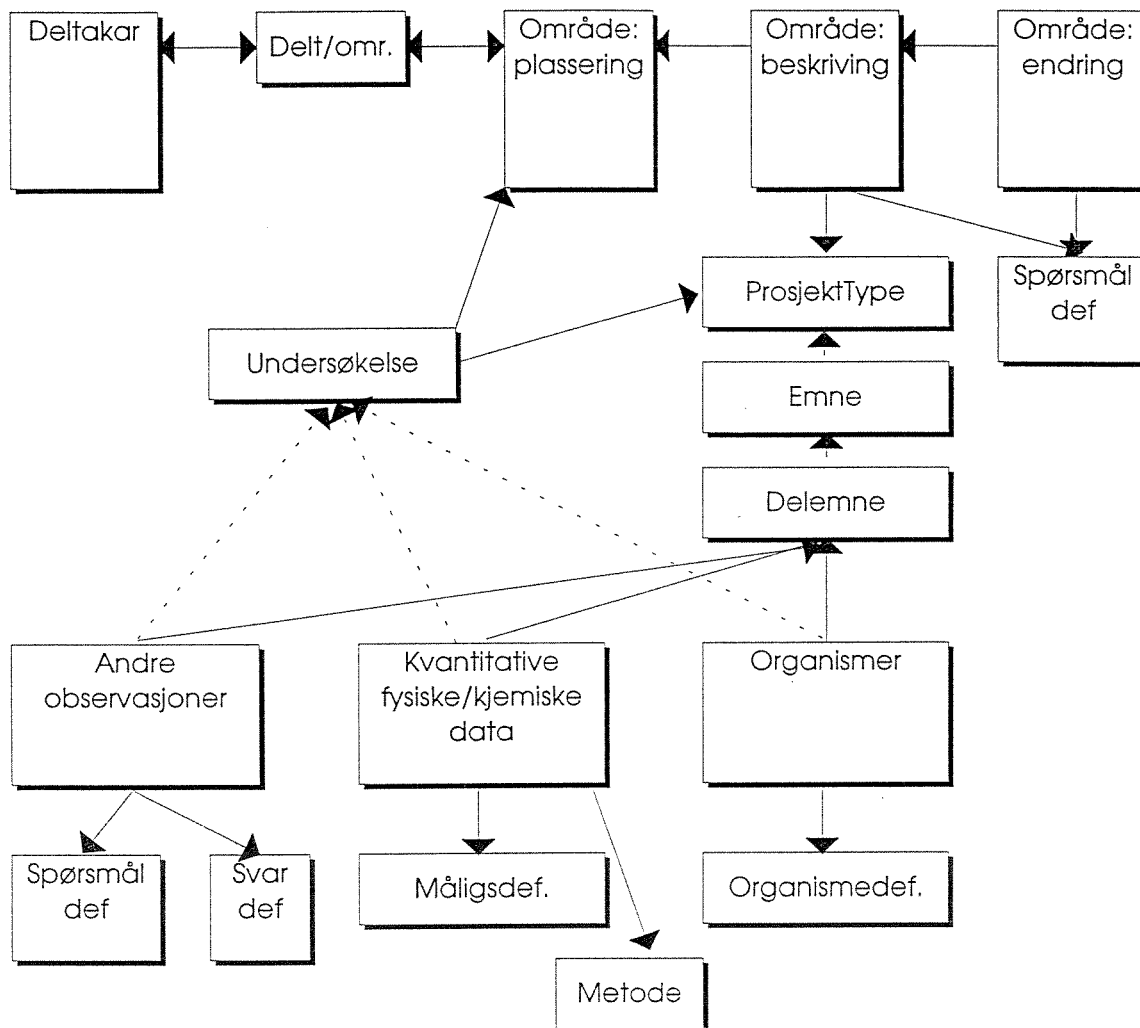 Deltakar
Delt/omr.
Område:
plassering
Område:
beskriving
Område:
endring
ProsjektType
Spørsmål
def
Undersøkelse
Emne
Delemne
Andre
observasjoner
Kvantitative
fysiske/kjemiske
data
Organismer
Spørsmål
def
Svar
def
Måligsdef.
Organismedef.
Metode